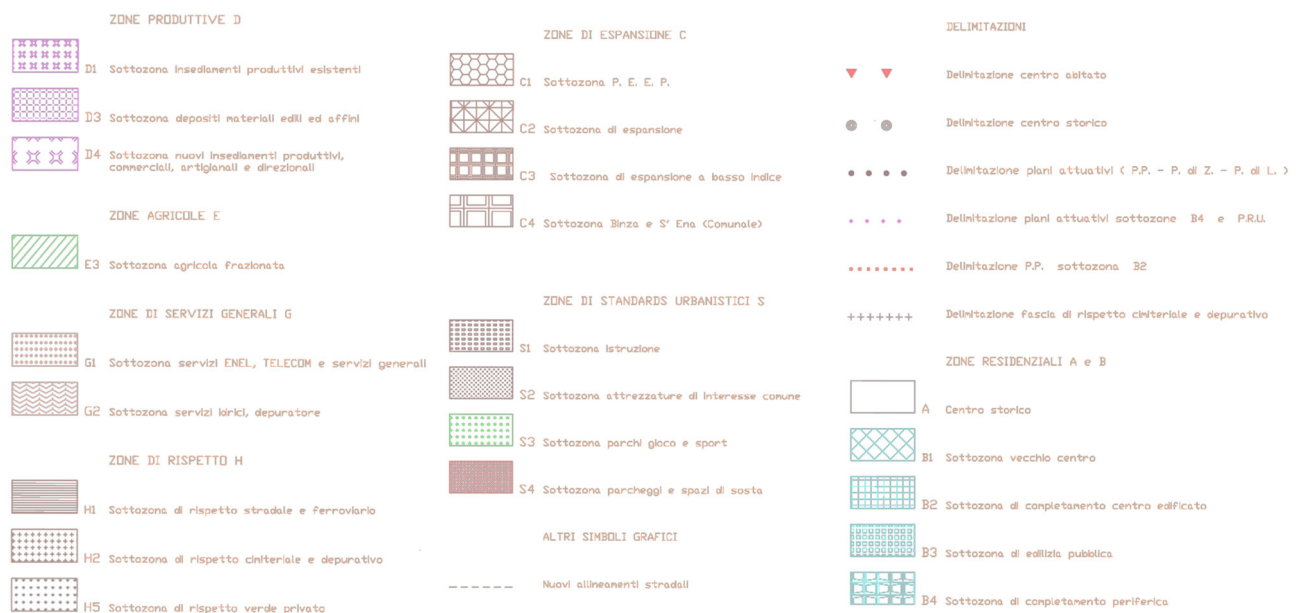 ZONE PRODUTTIVE D
D1 Sottozona insediamenti produttivi esistenti
D3 Sottozona depositi materiali edili ed affini
D4 Sottozona nuovi insediamenti produttivi,
commerciali, artigianali e direzionali
ZONE AGRICOLE E
E3 Sottozona agricola frazionata
ZONE DI SERVIZI GENERALI G
G1 Sottozona servizi ENEL, TELECOM e servizi generali
G2 Sottozona servizi idrici, depuratore
ZONE DI RISPETTO H
H1 Sottozona di rispetto stradale e ferroviario
H2 Sottozona di rispetto cimiteriale e depurativo
H5 Sottozona di rispetto verde privato
ZONE DI ESPANSIONE C
C1 Sottozona P. E. E. P.
C2 Sottozona di espansione
C3 Sottozona di espansione a basso indice
C4 Sottozona Binza e S' Ena (Comunale)
ZONE DI STANDARDS URBANISTICI S
S1 Sottozona istruzione
S2 Sottozona attrezzature di interesse comune
S3 Sottozona parchi gioco e sport
S4 Sottozona parcheggi e spazi di sosta
ALTRI SIMBOLI GRAFICI
Nuovi allineamenti stradali
DELIMITAZIONI
Delimitazione centro abitato
Delimitazione centro storico
Delimitazione piani attuativi ( P.P. - P. di Z. - P. di L. )
Delimitazione piani attuativi sottozone B4 e P.R.U.
Delimitazione P.P. sottozona B2
Delimitazione fascia di rispetto cimiteriale e depurativo
ZONE RESIDENZIALI A e B
A Centro storico
B1 Sottozona vecchio centro
B2 Sottozona di completamento centro edificato
B3 Sottozona di edilizia pubblica
B4 Sottozona di completamento periferica